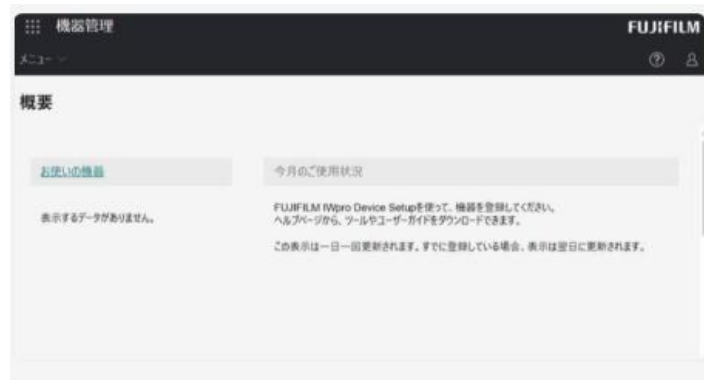 機器管理
FUJIFILM
メニュー
概要
お使いの機器
今月のご使用状況
表示するデータがありません。
FUJIFILM IWpro Device Setupを使って、機器を登録してください。
ヘルプページから、ツールやユーザーガイドをダウンロードできます。
この表示は一日一回更新されます。すでに登録している場合、表示は翌日に更新されます。